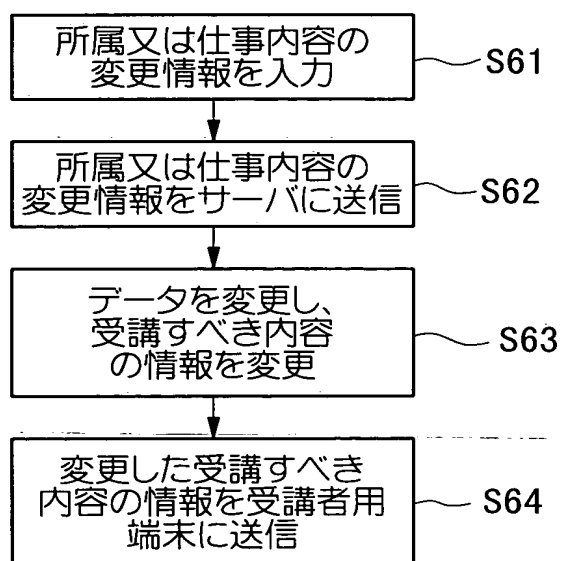 所属又は仕事内容の
変更情報を入力
S61
所属又は仕事内容の
変更情報をサーバに送信
S62
データを変更し、
受講すべき内容
の情報を変更
S63
変更した受講すべき
内容の情報を受講者用
端末に送信
S64